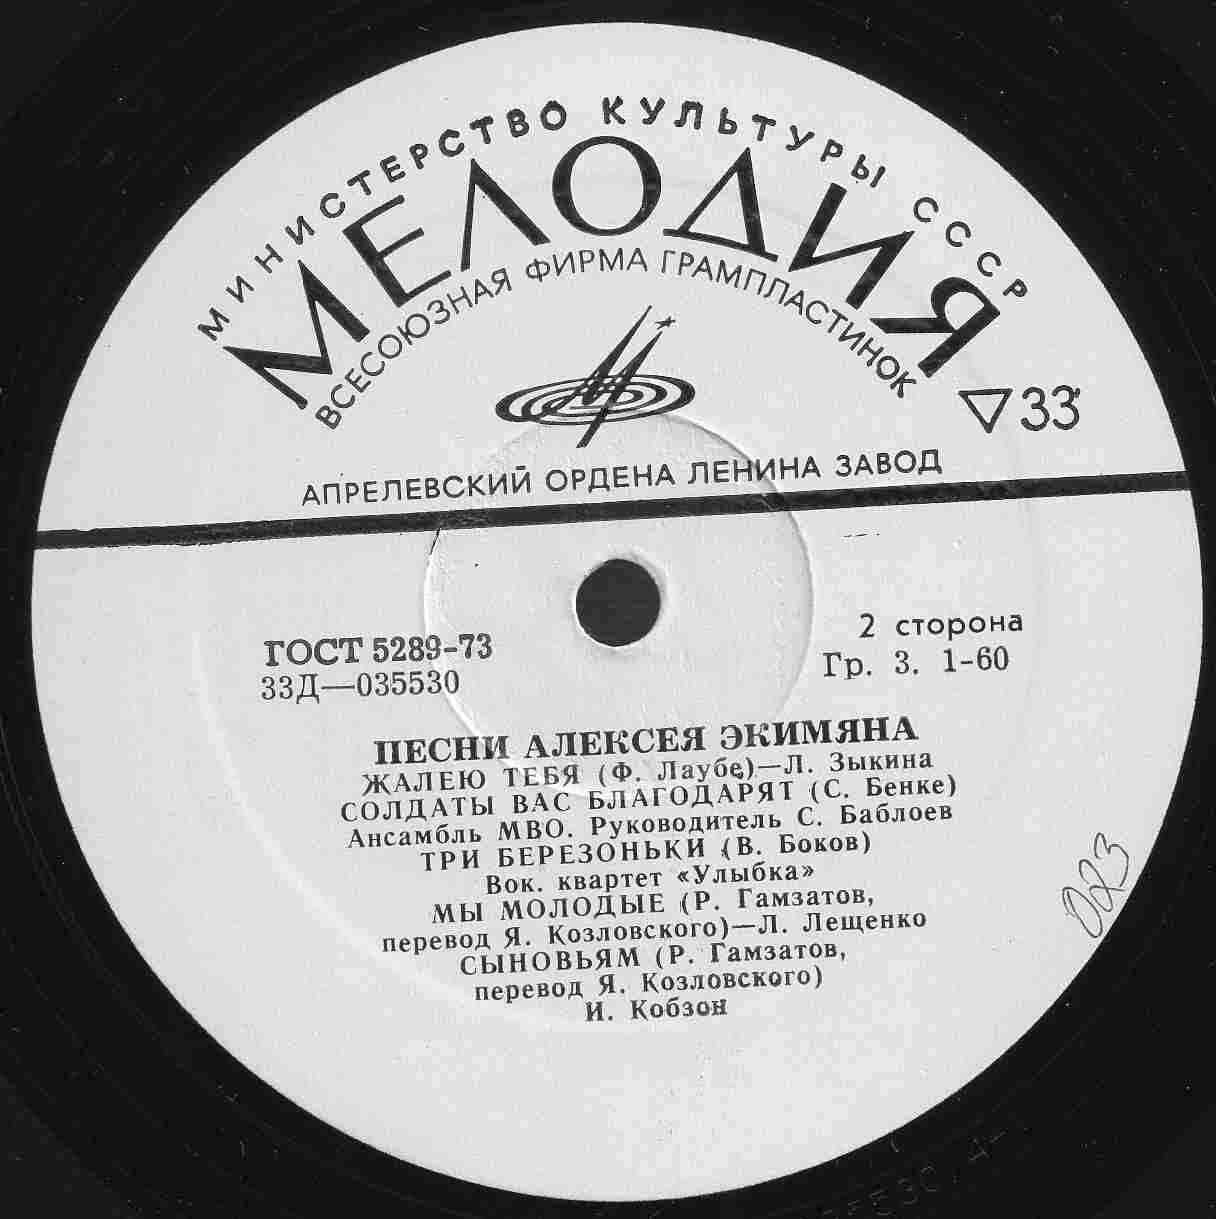 МИНИСТЕРСТВО КУЛЬТУРЫ СССР
МЕЛОДИЯ
ВСЕСОЮЗНАЯ ФИРМА ГРАМПЛАСТИНОК
▽33
АПРЕЛЕВСКИЙ ОРДЕНА ЛЕНИНА ЗАВОД
ГОСТ 5289-73
33Д—035530
2 сторона
Гр. 3. 1-60
ПЕСНИ АЛЕКСЕЯ ЭКИМЯНА
ЖАЛЕЮ ТЕБЯ (Ф. Лаубе)—Л. Зыкина
СОЛДАТЫ ВАС БЛАГОДАРЯТ (С. Бенке)
Ансамбль МВО. Руководитель С. Баблоев
ТРИ БЕРЕЗОНЬКИ (В. Боков)
Вок. квартет «Улыбка»
МЫ МОЛОДЫЕ (Р. Гамзатов,
перевод Я. Козловского)—Л. Лещенко
СЫНОВЬЯМ (Р. Гамзатов,
перевод Я. Козловского)
И. Кобзон
023